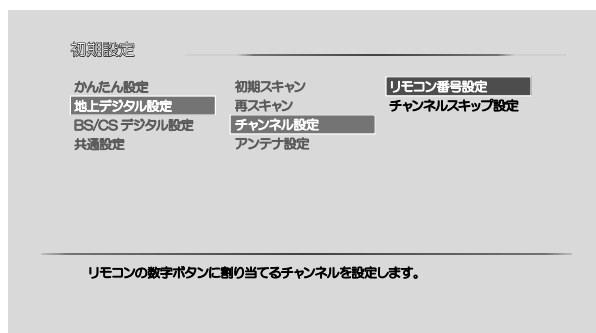 初期設定
かんたん設定
地上デジタル設定
BS/CS デジタル設定
共通設定
初期スキャン
再スキャン
チャンネル設定
アンテナ設定
リモコン番号設定
チャンネルスキップ設定
リモコンの数字ボタンに割り当てるチャンネルを設定します。